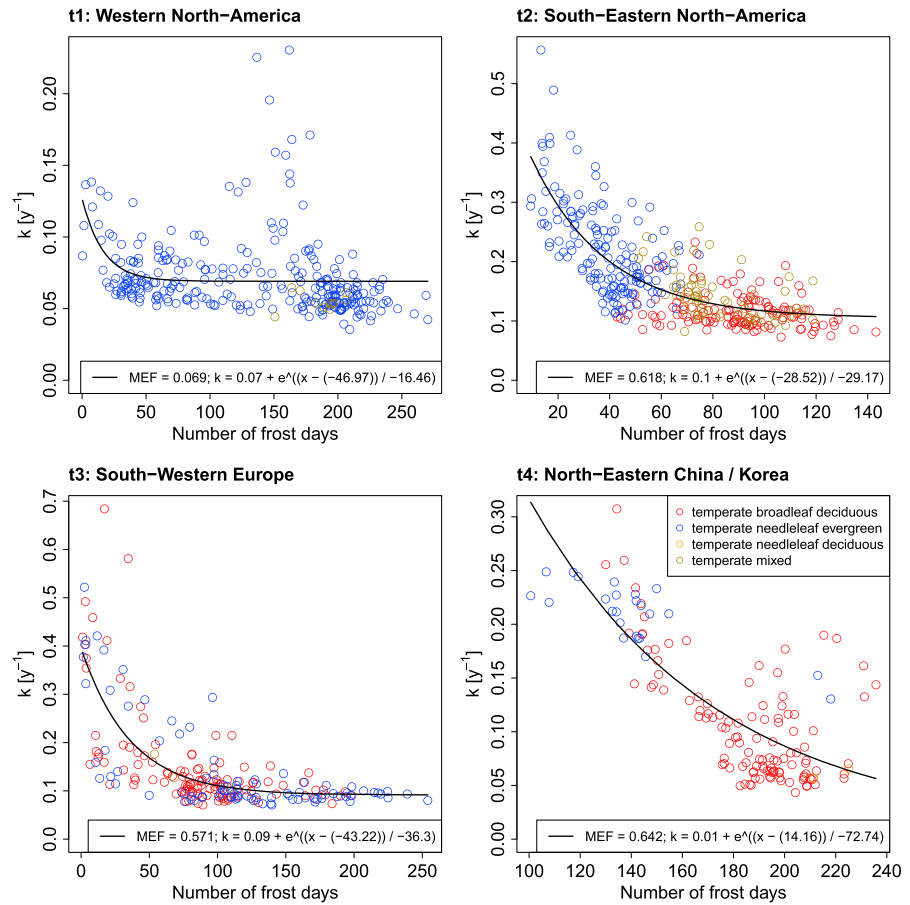 t1: Western North−America
k [y−1]
0.00
0.05
0.10
0.15
0.20
MEF = 0.069; k = 0.07 + e^((x − (−46.97)) / −16.46)
0 50 100 150 200 250
Number of frost days
t2: South−Eastern North−America
k [y−1]
0.0
0.1
0.2
0.3
0.4
0.5
MEF = 0.618; k = 0.1 + e^((x − (−28.52)) / −29.17)
20 40 60 80 100 120 140
Number of frost days
t3: South−Western Europe
k [y−1]
0.0
0.1
0.2
0.3
0.4
0.5
0.6
0.7
MEF = 0.571; k = 0.09 + e^((x − (−43.22)) / −36.3)
0 50 100 150 200 250
Number of frost days
t4: North−Eastern China / Korea
k [y−1]
0.00
0.05
0.10
0.15
0.20
0.25
0.30
temperate broadleaf deciduous
temperate needleleaf evergreen
temperate needleleaf deciduous
temperate mixed
MEF = 0.642; k = 0.01 + e^((x − (14.16)) / −72.74)
100 120 140 160 180 200 220 240
Number of frost days